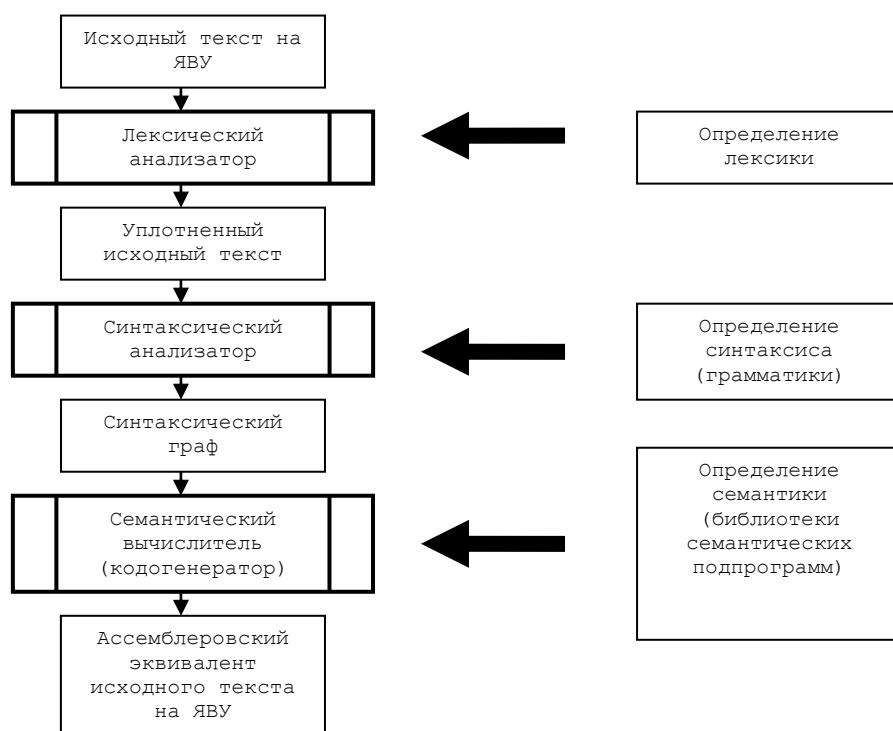 Исходный текст на
ЯВУ
Лексический
анализатор
Определение
лексики
Уплотненный
исходный текст
Синтаксический
анализатор
Определение
синтаксиса
(грамматики)
Синтаксический
граф
Семантический
вычислитель
(кодогенератор)
Определение
семантики
(библиотеки
семантических
подпрограмм)
Ассемблеровский
эквивалент
исходного текста
на ЯВУ